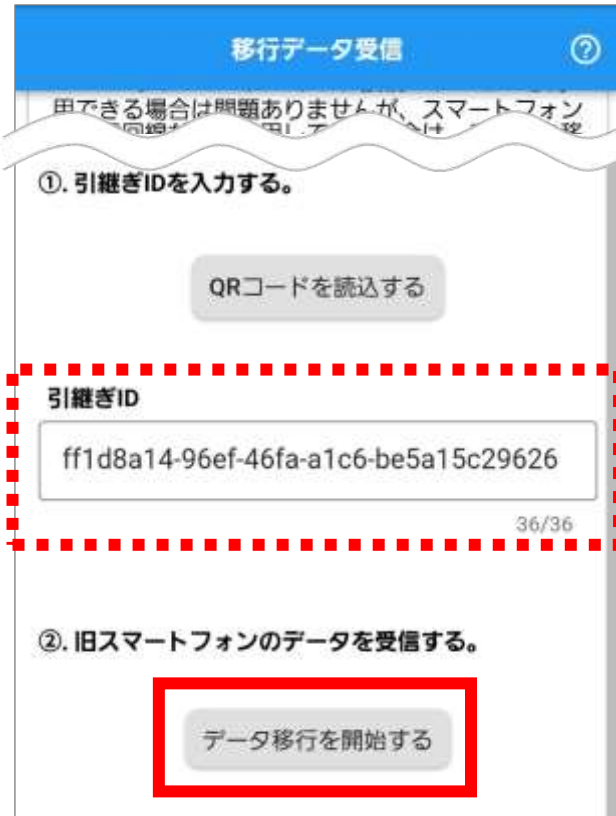 移行データ受信
用できる場合は問題ありませんが、スマートフォン
①. 引継ぎIDを入力する。
QRコードを読込する
引継ぎID
ff1d8a14-96ef-46fa-a1c6-be5a15c29626
36/36
②. 旧スマートフォンのデータを受信する。
データ移行を開始する